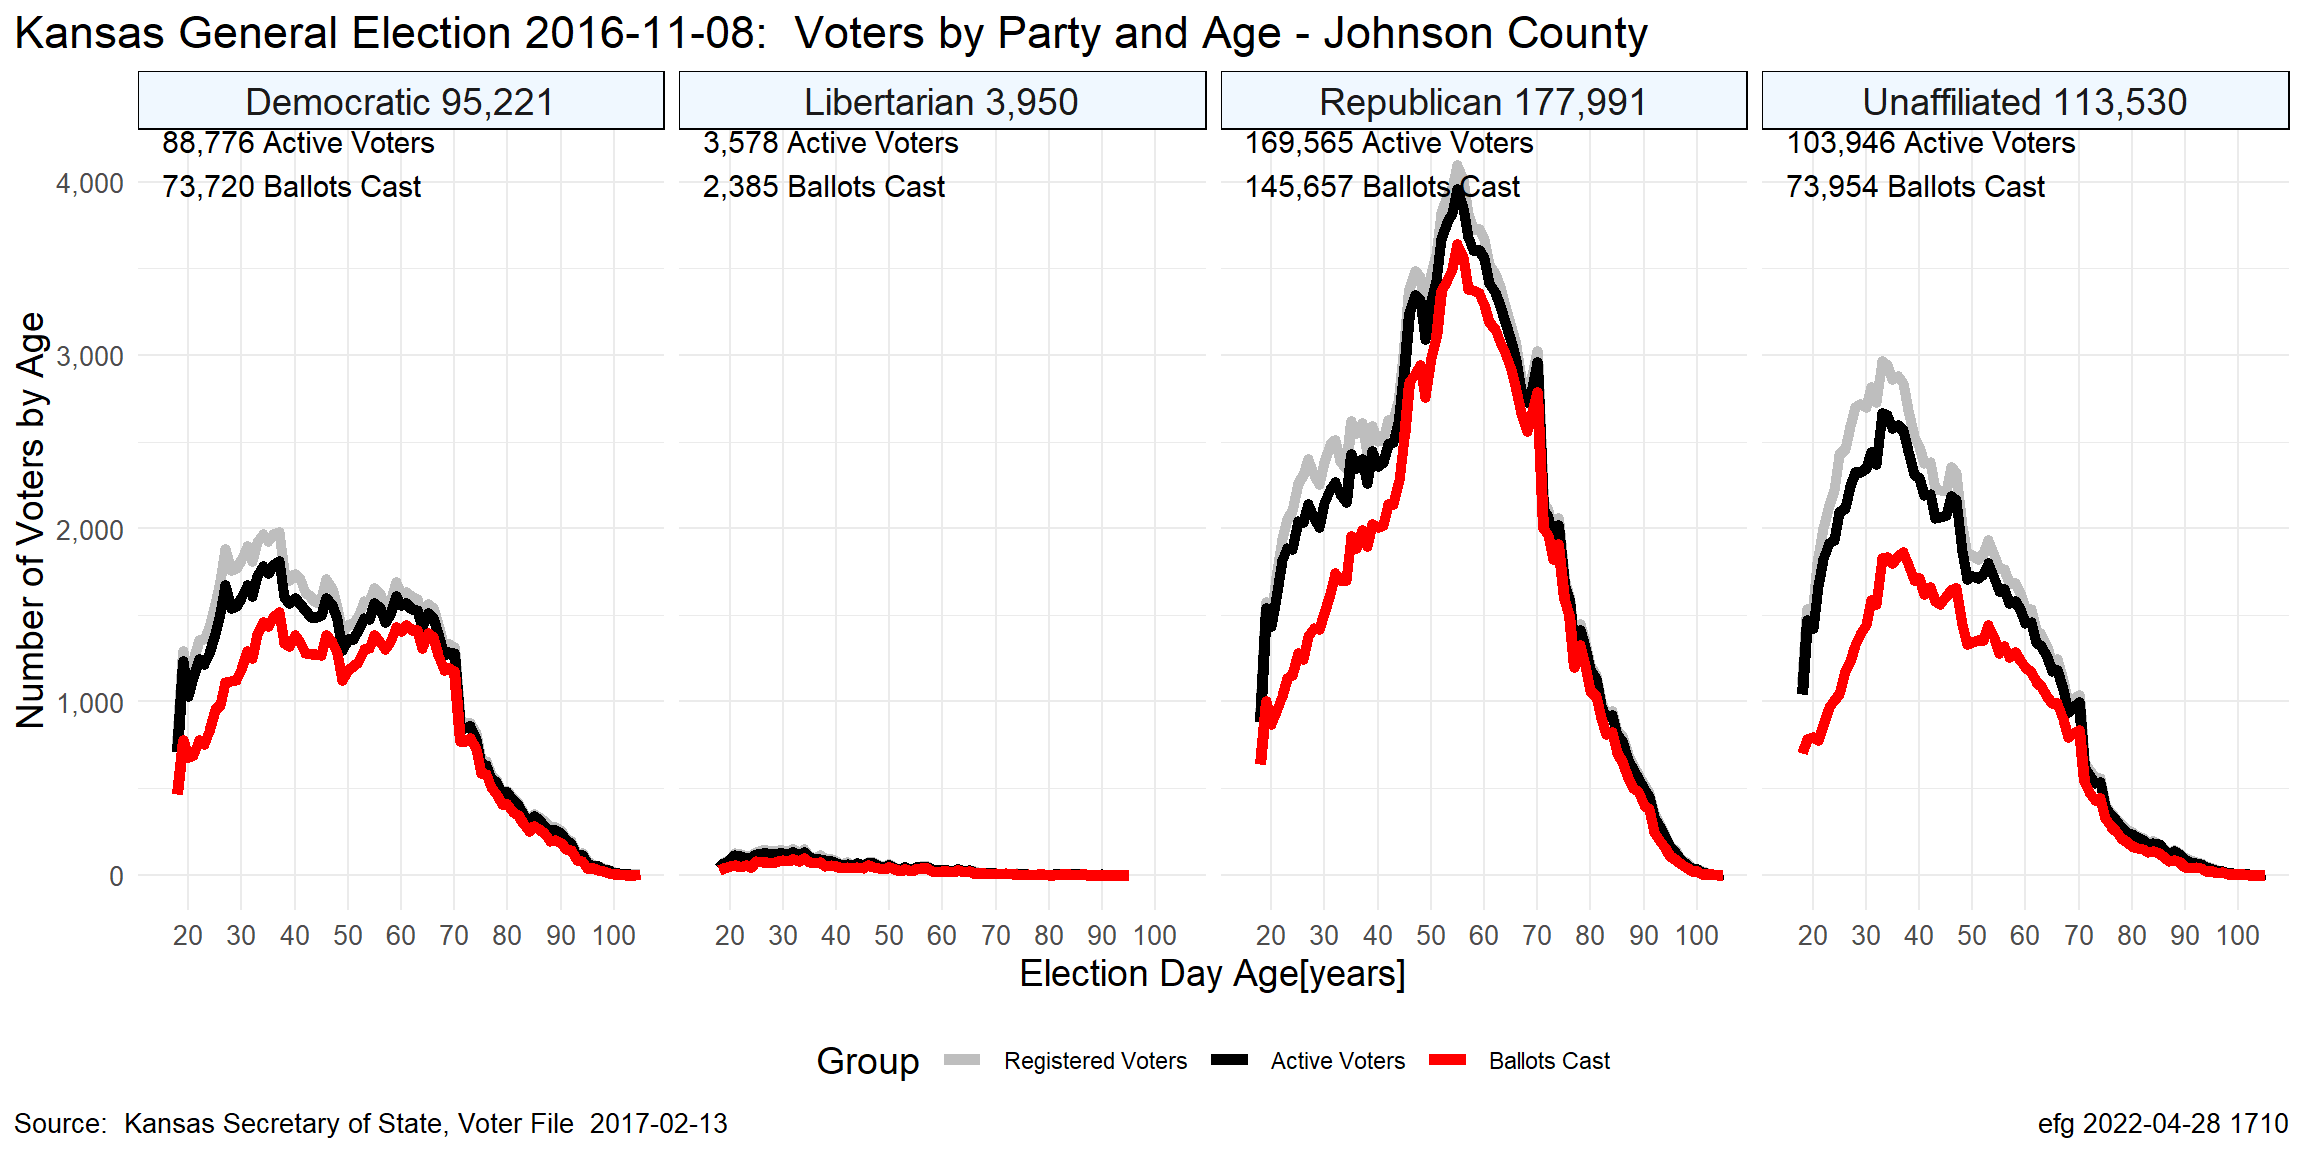 Kansas General Election 2016-11-08:  Voters by Party and Age - Johnson County
Democratic 95,221
Libertarian 3,950
Republican 177,991
Unaffiliated 113,530
88,776 Active Voters
73,720 Ballots Cast
3,578 Active Voters
2,385 Ballots Cast
169,565 Active Voters
145,657 Ballots Cast
103,946 Active Voters
73,954 Ballots Cast
Number of Voters by Age
4,000
3,000
2,000
1,000
0
20 30 40 50 60 70 80 90 100
20 30 40 50 60 70 80 90 100
20 30 40 50 60 70 80 90 100
20 30 40 50 60 70 80 90 100
Election Day Age[years]
Group Registered Voters Active Voters Ballots Cast
Source:  Kansas Secretary of State, Voter File  2017-02-13
efg 2022-04-28 1710